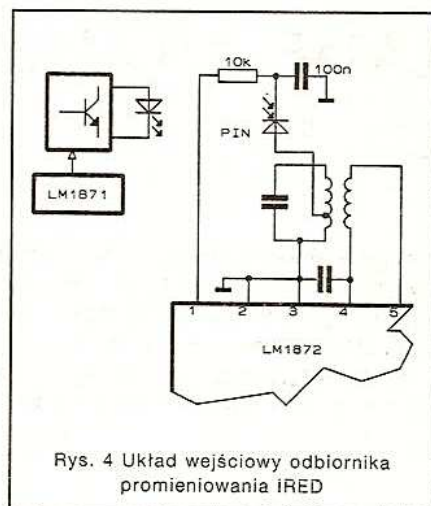 10k
100n
PIN
LM1871
1 2 3 4 5
LM1872
Rys. 4 Układ wejściowy odbiornika
promieniowania IRED